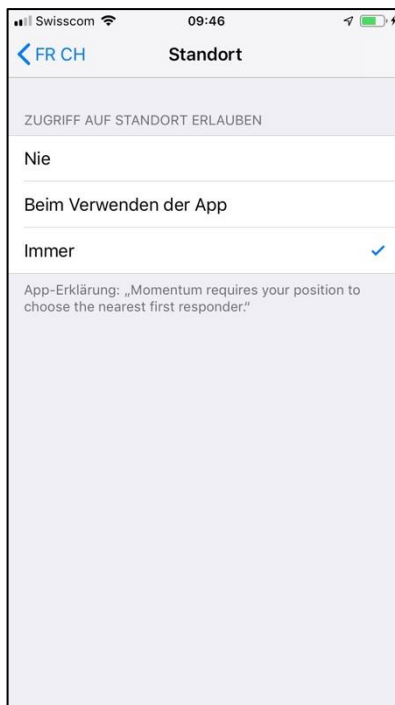 Swisscom 09:46
FR CH Standort
ZUGRIFF AUF STANDORT ERLAUBEN
Nie
Beim Verwenden der App
Immer
App-Erklärung: „Momentum requires your position to
choose the nearest first responder.“